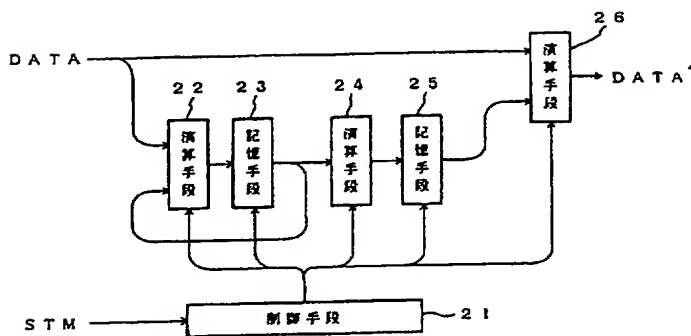 DATA
22
演算手段
23
記憶手段
24
演算手段
25
記憶手段
26
演算手段
DATA'
STM
制御手段
21